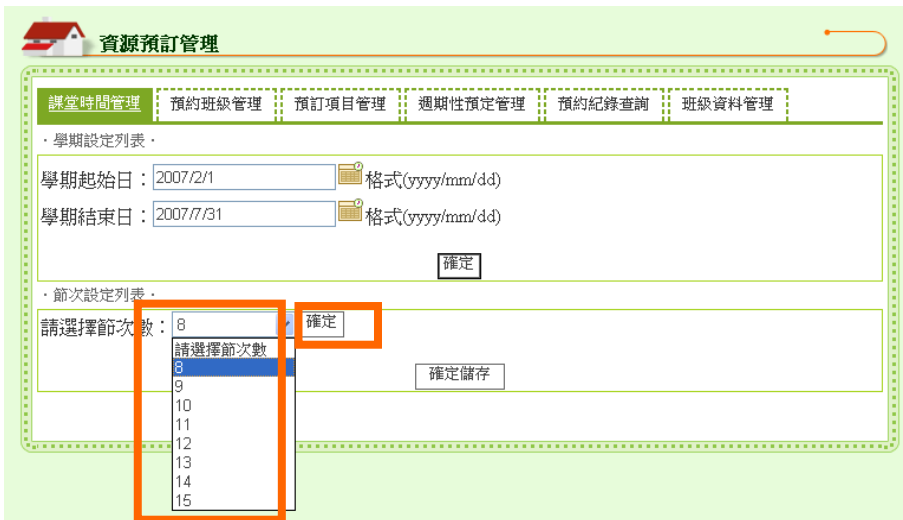 資源預訂管理
課堂時間管理 預約班級管理 預訂項目管理 週期性預定管理 預約紀錄查詢 班級資料管理
‧學期設定列表‧
學期起始日：2007/2/1 格式(yyyy/mm/dd)
學期結束日：2007/7/31 格式(yyyy/mm/dd)
確定
‧節次設定列表‧
請選擇節次數：8 確定
請選擇節次數
8
確定儲存
9
10
11
12
13
14
15